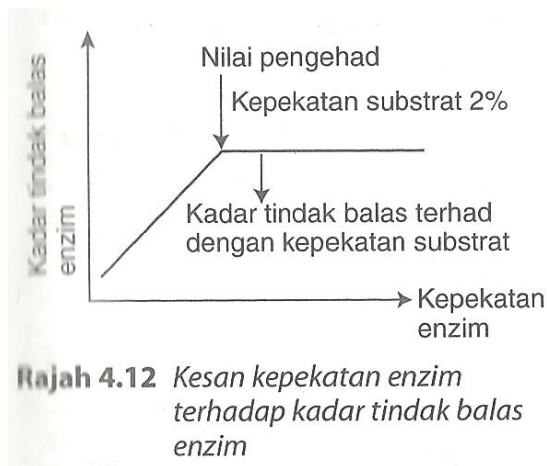 Kadar tindak balas
enzim
Nilai pengehad
Kepekatan substrat 2%
Kadar tindak balas terhad
dengan kepekatan substrat
Kepekatan
enzim
Rajah 4.12 Kesan kepekatan enzim
terhadap kadar tindak balas
enzim